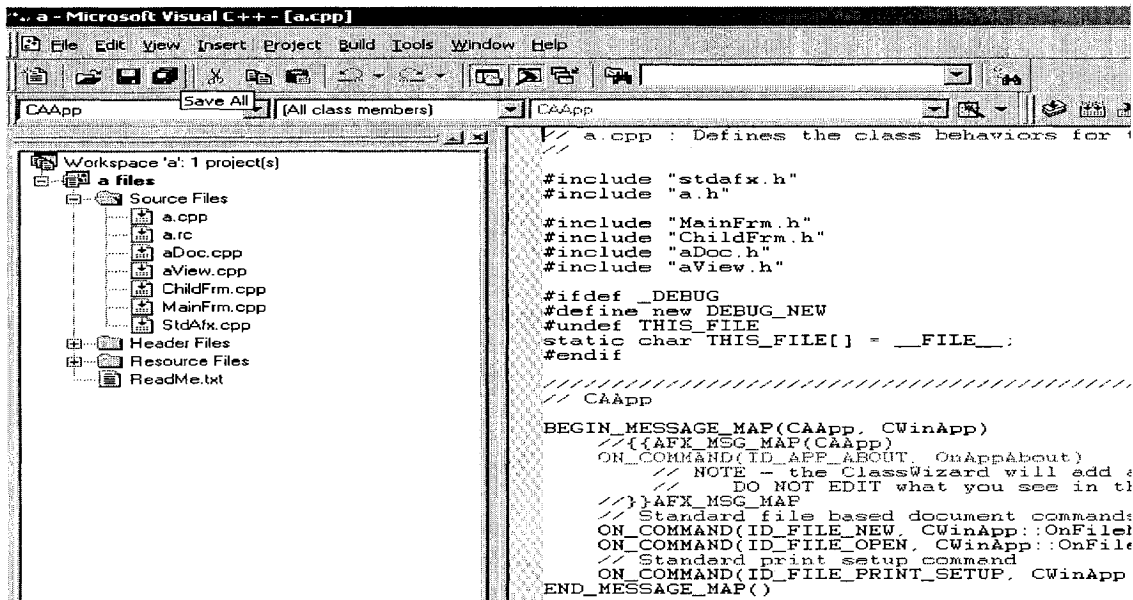 a - Microsoft Visual C++ - [a.cpp]
File Edit View Insert Project Build Tools Window Help
Save All
CAApp [All class members] CAApp
Workspace 'a': 1 project(s)
a files
Source Files
a.cpp
a.rc
aDoc.cpp
aView.cpp
ChildFrm.cpp
MainFrm.cpp
StdAfx.cpp
Header Files
Resource Files
ReadMe.txt
// a.cpp : Defines the class behaviors for
//
#include "stdafx.h"
#include "a.h"
#include "MainFrm.h"
#include "ChildFrm.h"
#include "aDoc.h"
#include "aView.h"
#ifdef _DEBUG
#define new DEBUG_NEW
#undef THIS_FILE
static char THIS_FILE[] = __FILE__;
#endif
/////////////////////////////////////////////
// CAApp
BEGIN_MESSAGE_MAP(CAApp, CWinApp)
//{{AFX_MSG_MAP(CAApp)
ON_COMMAND(ID_APP_ABOUT, OnAppAbout)
// NOTE - the ClassWizard will add
// DO NOT EDIT what you see in
//}}AFX_MSG_MAP
// Standard file based document commands
ON_COMMAND(ID_FILE_NEW, CWinApp::OnFile
ON_COMMAND(ID_FILE_OPEN, CWinApp::OnFile
// Standard print setup command
ON_COMMAND(ID_FILE_PRINT_SETUP, CWinApp
END_MESSAGE_MAP()